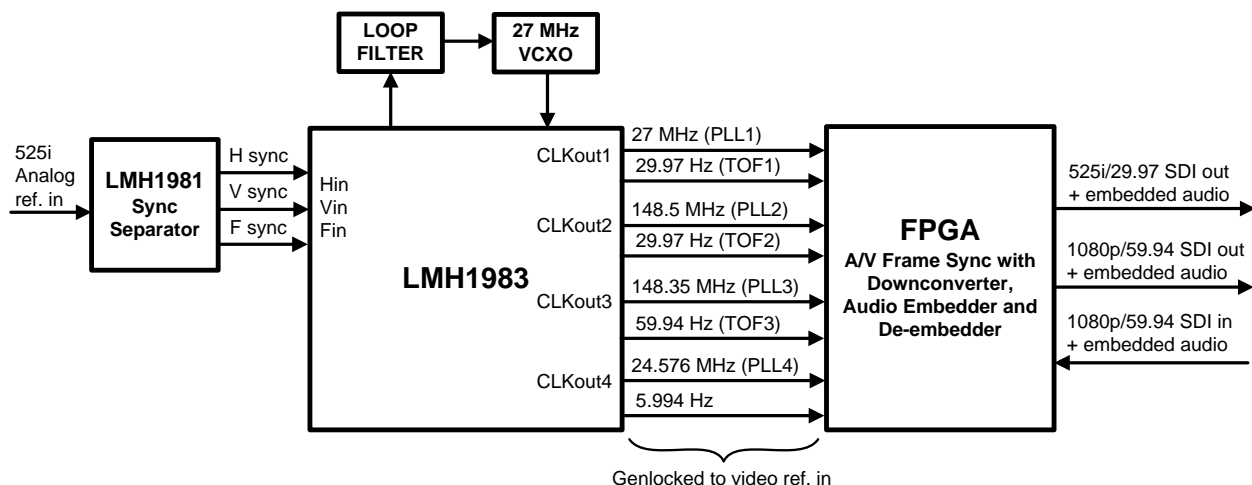 LOOP
FILTER
27 MHz
VCXO
525i
Analog
ref. in
LMH1981
Sync
Separator
H sync
V sync
F sync
Hin
Vin
Fin
LMH1983
CLKout1
CLKout2
CLKout3
CLKout4
27 MHz (PLL1)
29.97 Hz (TOF1)
148.5 MHz (PLL2)
29.97 Hz (TOF2)
148.35 MHz (PLL3)
59.94 Hz (TOF3)
24.576 MHz (PLL4)
5.994 Hz
FPGA
A/V Frame Sync with
Downconverter,
Audio Embedder and
De-embedder
525i/29.97 SDI out
+ embedded audio
1080p/59.94 SDI out
+ embedded audio
1080p/59.94 SDI in
+ embedded audio
Genlocked to video ref. in